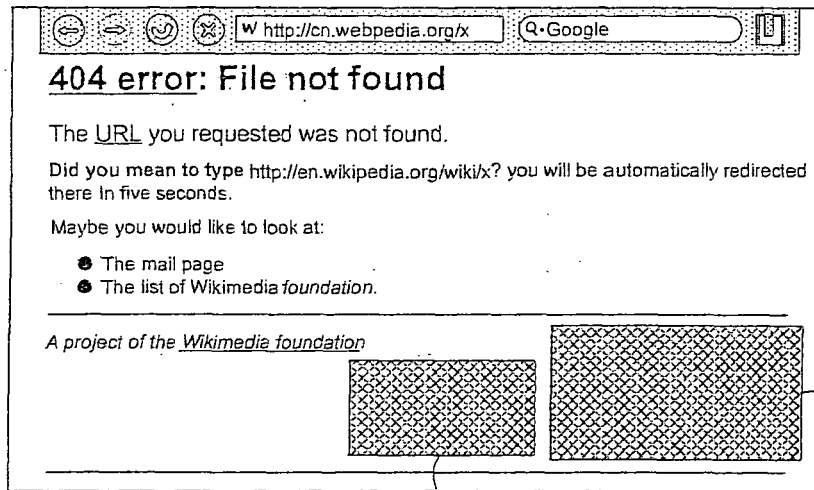 W http://cn.webpedia.org/x Q-Google
404 error: File not found
The URL you requested was not found.
Did you mean to type http://en.wikipedia.org/wiki/x? you will be automatically redirected
there In five seconds.
Maybe you would like to look at:
The mail page
The list of Wikimedia foundation.
A project of the Wikimedia foundation